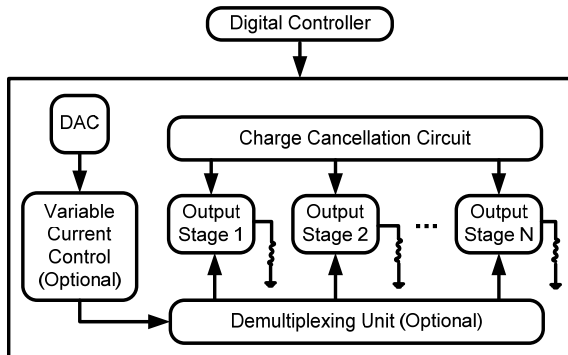 Digital Controller
DAC
Charge Cancellation Circuit
Variable
Current
Control
(Optional)
Output
Stage 1
Output
Stage 2
...
Output
Stage N
Demultiplexing Unit (Optional)